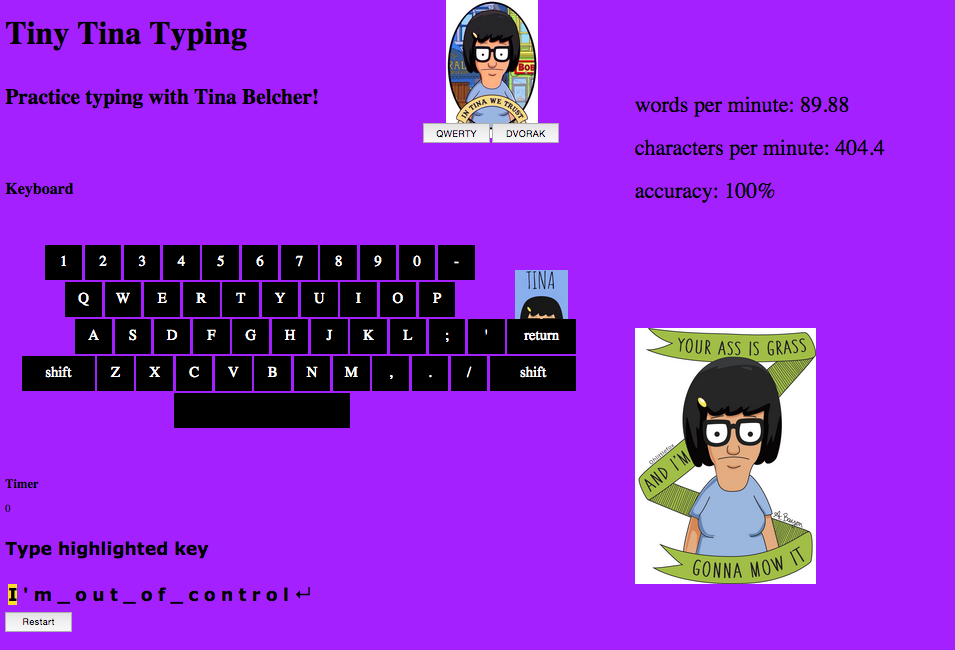 Tiny Tina Typing
Practice typing with Tina Belcher!
BOB
IN TINA WE TRUST
QWERTY DVORAK
words per minute: 89.88
characters per minute: 404.4
accuracy: 100%
Keyboard
1 2 3 4 5 6 7 8 9 0 -
Q W E R T Y U I O P
TINA
A S D F G H J K L ; ' return
shift Z X C V B N M , . / shift
YOUR ASS IS GRASS
AND I'M
GONNA MOW IT
Timer
0
Type highlighted key
I'm_out_of_control↵
Restart